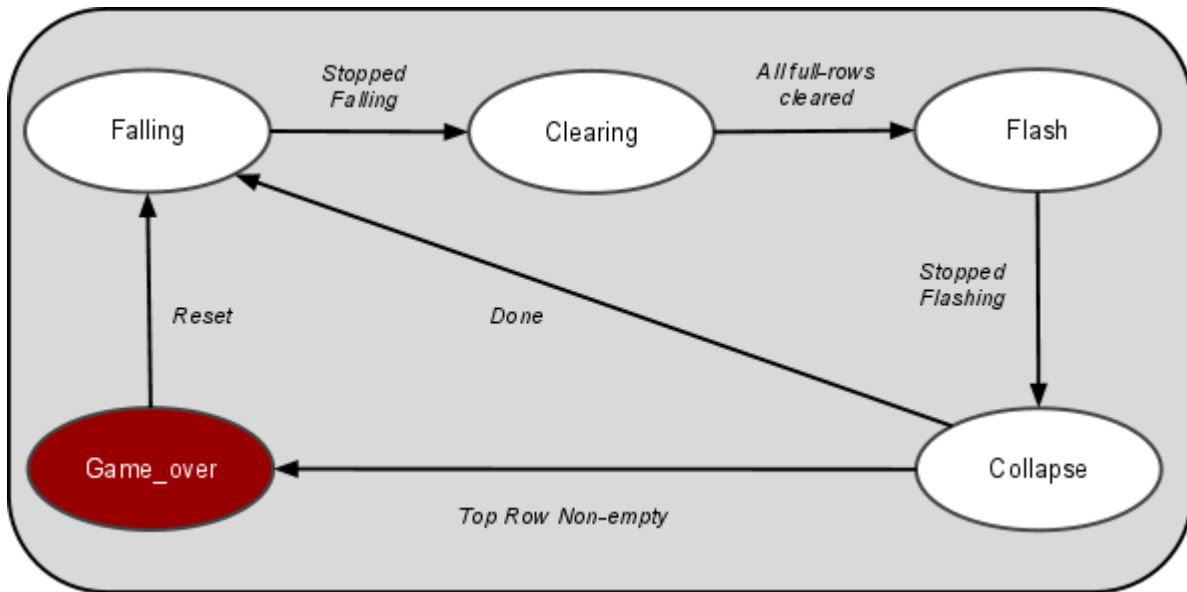 Stopped
Falling
All full-rows
cleared
Falling
Clearing
Flash
Stopped
Flashing
Reset
Done
Game_over
Collapse
Top Row Non-empty